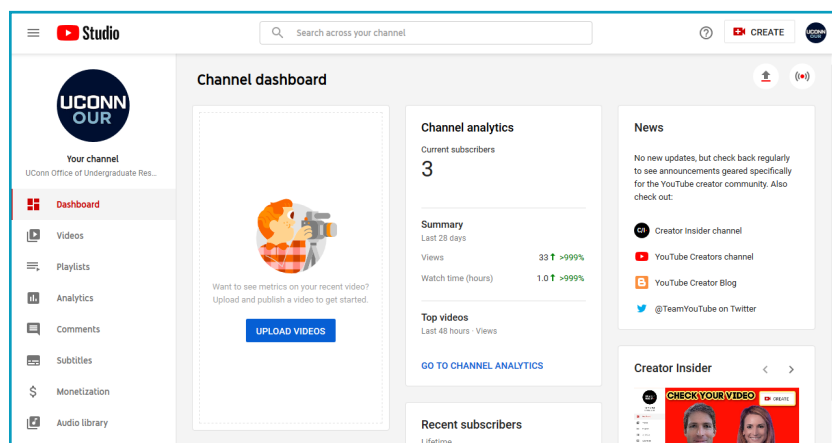 Studio
Search across your channel
CREATE
UCONN
OUR
UCONN
OUR
Your channel
UConn Office of Undergraduate Res...
Dashboard
Videos
Playlists
Analytics
Comments
Subtitles
Monetization
Audio library
Channel dashboard
Want to see metrics on your recent video?
Upload and publish a video to get started.
UPLOAD VIDEOS
Channel analytics
Current subscribers
3
Summary
Last 28 days
Views 33 >999%
Watch time (hours) 1.0 >999%
Top videos
Last 48 hours · Views
GO TO CHANNEL ANALYTICS
Recent subscribers
Lifetime
News
No new updates, but check back regularly
to see announcements geared specifically
for the YouTube creator community. Also
check out:
C/I Creator Insider channel
YouTube Creators channel
YouTube Creator Blog
@TeamYouTube on Twitter
Creator Insider
CHECK YOUR VIDEO
CREATE